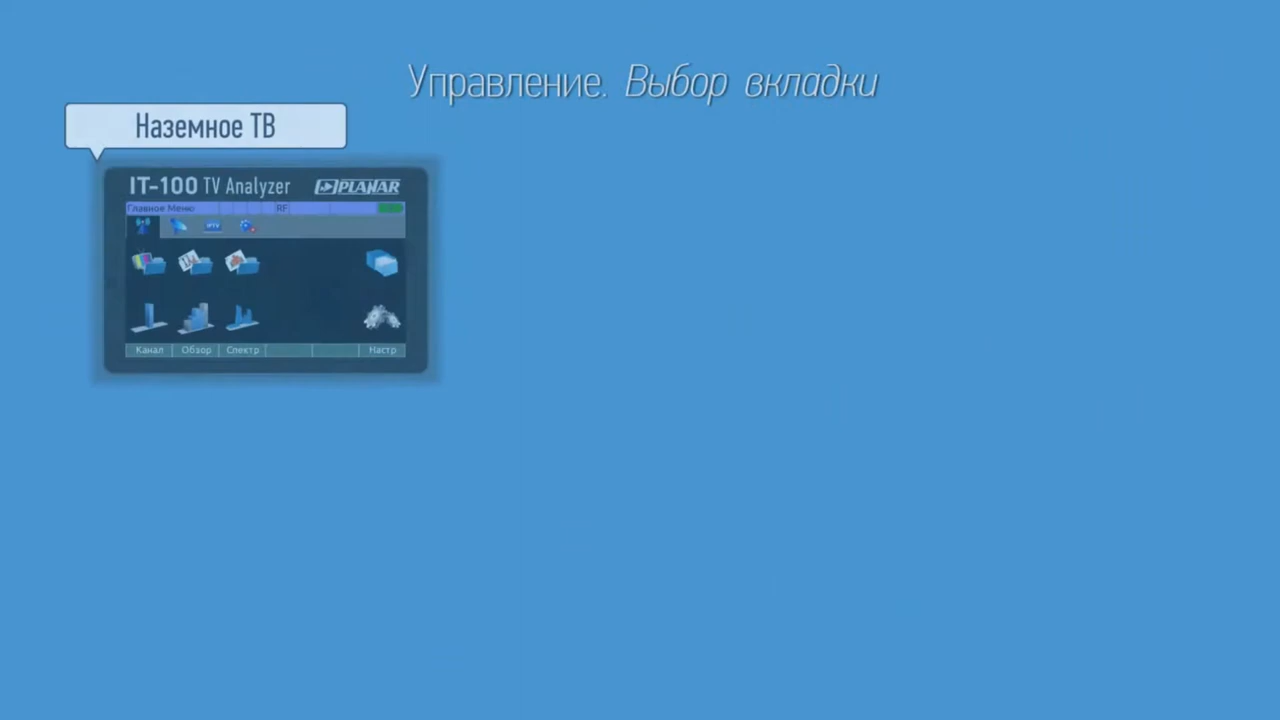 Управление. Выбор вкладки
Наземное ТВ
IT-100 TV Analyzer PLANAR
Главное Меню RF
IPTV
Канал Обзор Спектр Настр